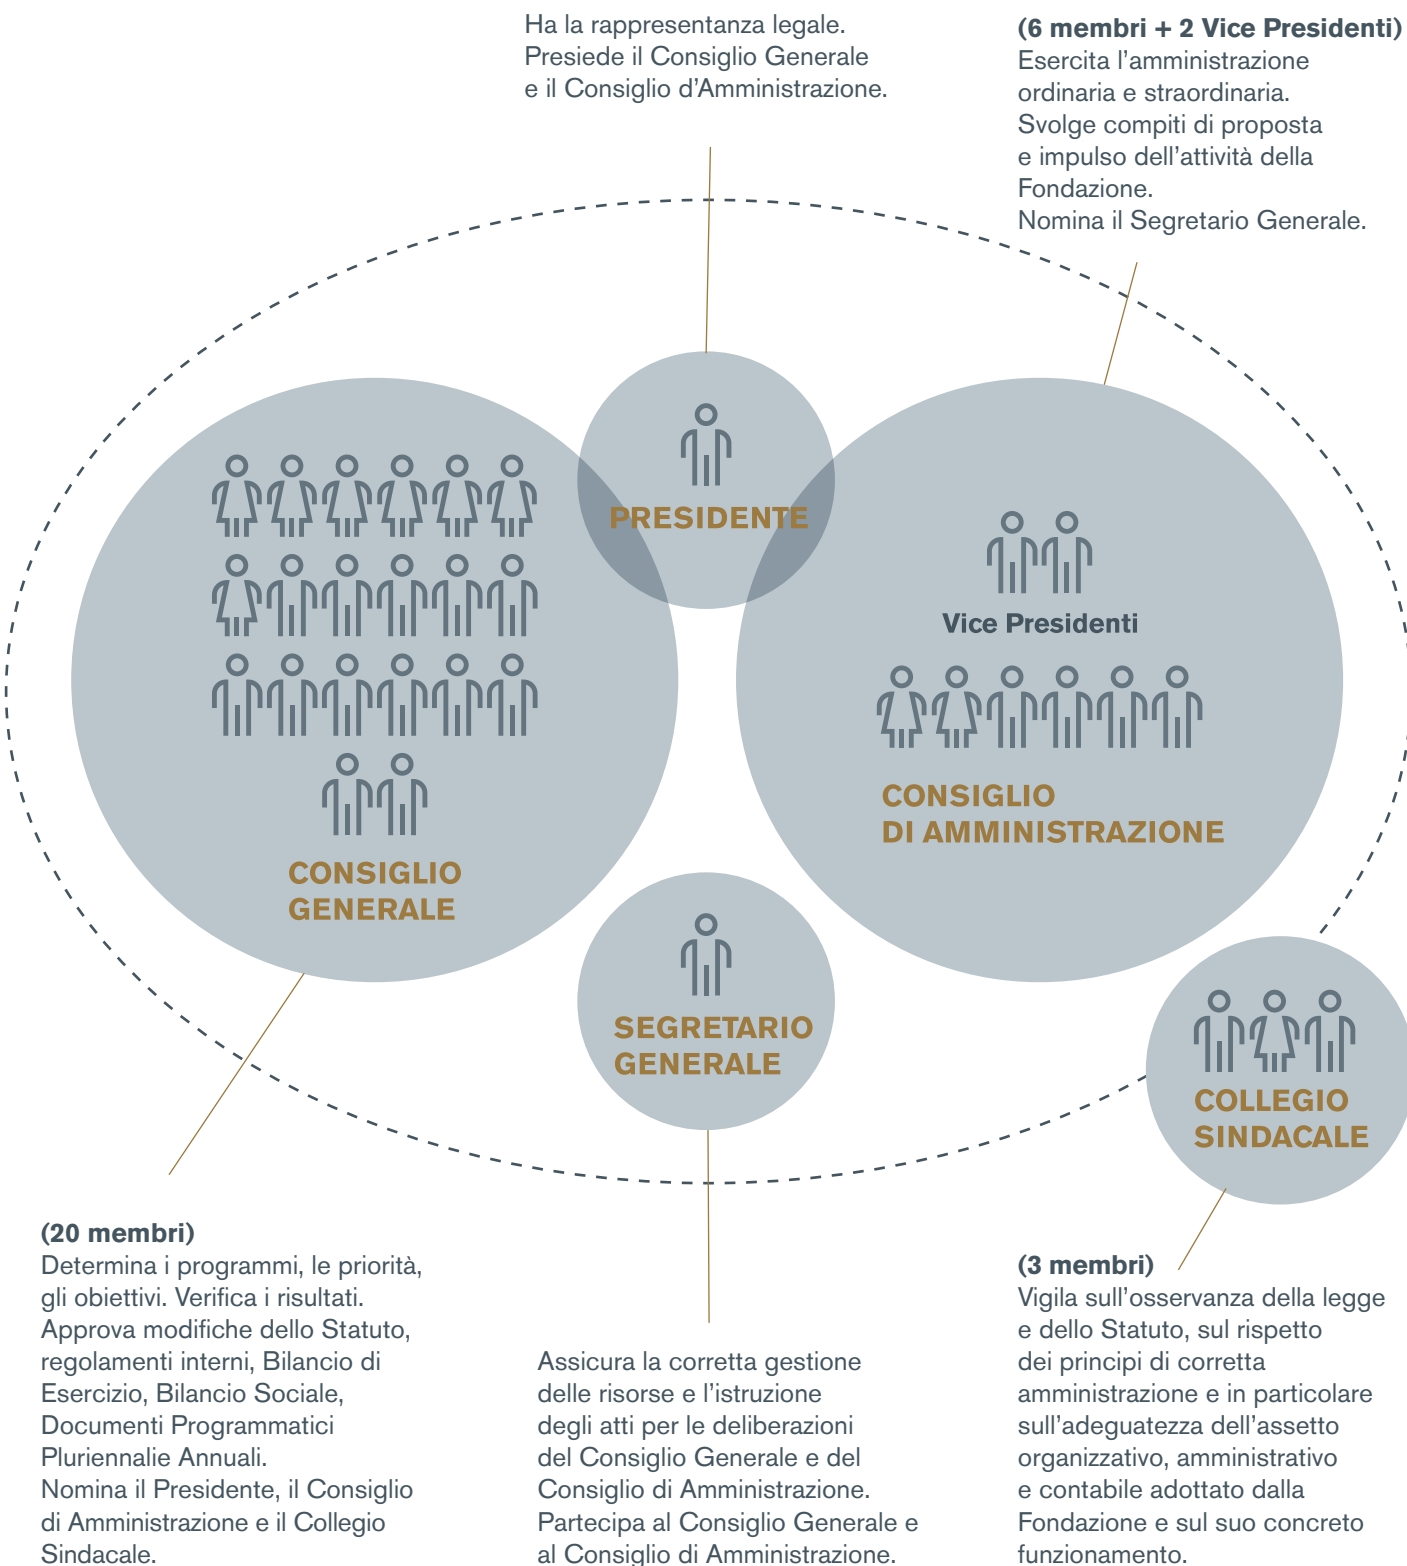 Ha la rappresentanza legale.
Presiede il Consiglio Generale
e il Consiglio d’Amministrazione.
(6 membri + 2 Vice Presidenti)
Esercita l’amministrazione
ordinaria e straordinaria.
Svolge compiti di proposta
e impulso dell’attività della
Fondazione.
Nomina il Segretario Generale.
PRESIDENTE
Vice Presidenti
CONSIGLIO
DI AMMINISTRAZIONE
CONSIGLIO
GENERALE
SEGRETARIO
GENERALE
COLLEGIO
SINDACALE
(20 membri)
Determina i programmi, le priorità,
gli obiettivi. Verifica i risultati.
Approva modifiche dello Statuto,
regolamenti interni, Bilancio di
Esercizio, Bilancio Sociale,
Documenti Programmatici
Pluriennalie Annuali.
Nomina il Presidente, il Consiglio
di Amministrazione e il Collegio
Sindacale.
Assicura la corretta gestione
delle risorse e l’istruzione
degli atti per le deliberazioni
del Consiglio Generale e del
Consiglio di Amministrazione.
Partecipa al Consiglio Generale e
al Consiglio di Amministrazione.
(3 membri)
Vigila sull’osservanza della legge
e dello Statuto, sul rispetto
dei principi di corretta
amministrazione e in particolare
sull’adeguatezza dell’assetto
organizzativo, amministrativo
e contabile adottato dalla
Fondazione e sul suo concreto
funzionamento.